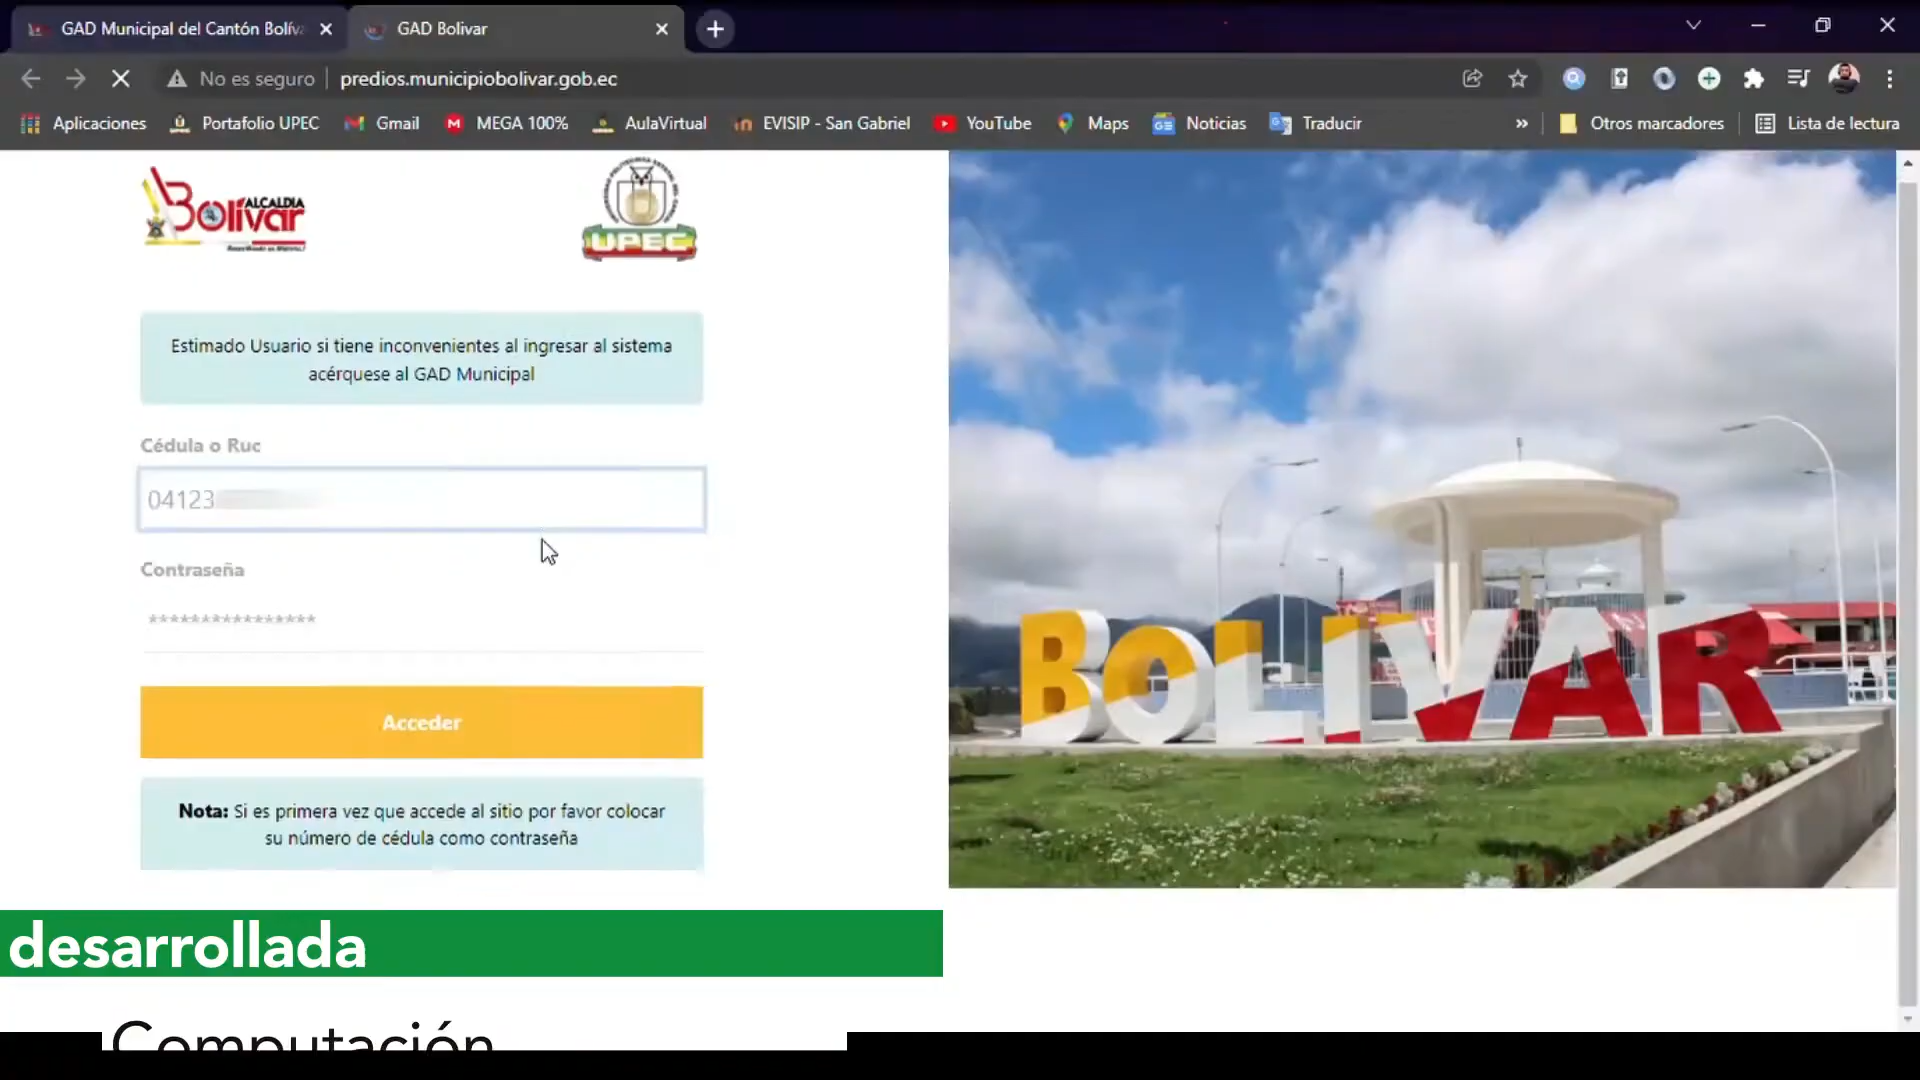 GAD Municipal del Cantón Bolív
GAD Bolivar
No es seguro
predios.municipiobolivar.gob.ec
Aplicaciones
Portafolio UPEC
Gmail
MEGA 100%
AulaVirtual
EVISIP - San Gabriel
YouTube
Maps
Noticias
Traducir
»
Otros marcadores
Lista de lectura
ALCALDIA
Bolívar
UPEC
Estimado Usuario si tiene inconvenientes al ingresar al sistema
acérquese al GAD Municipal
Cédula o Ruc
04123
Contraseña
****************
Acceder
Nota: Si es primera vez que accede al sitio por favor colocar
su número de cédula como contraseña
BOLIVAR
desarrollada
Computación